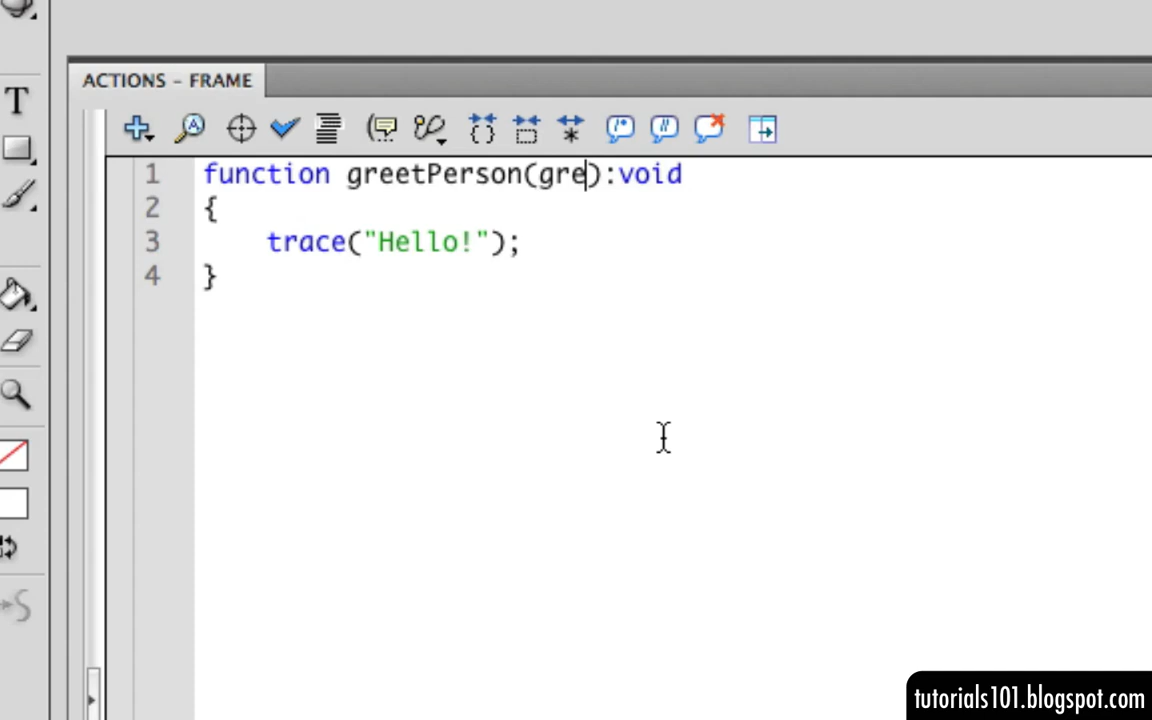 T
ACTIONS - FRAME
1 function greetPerson(gre):void
2 {
3 trace("Hello!");
4 }
tutorials101.blogspot.com